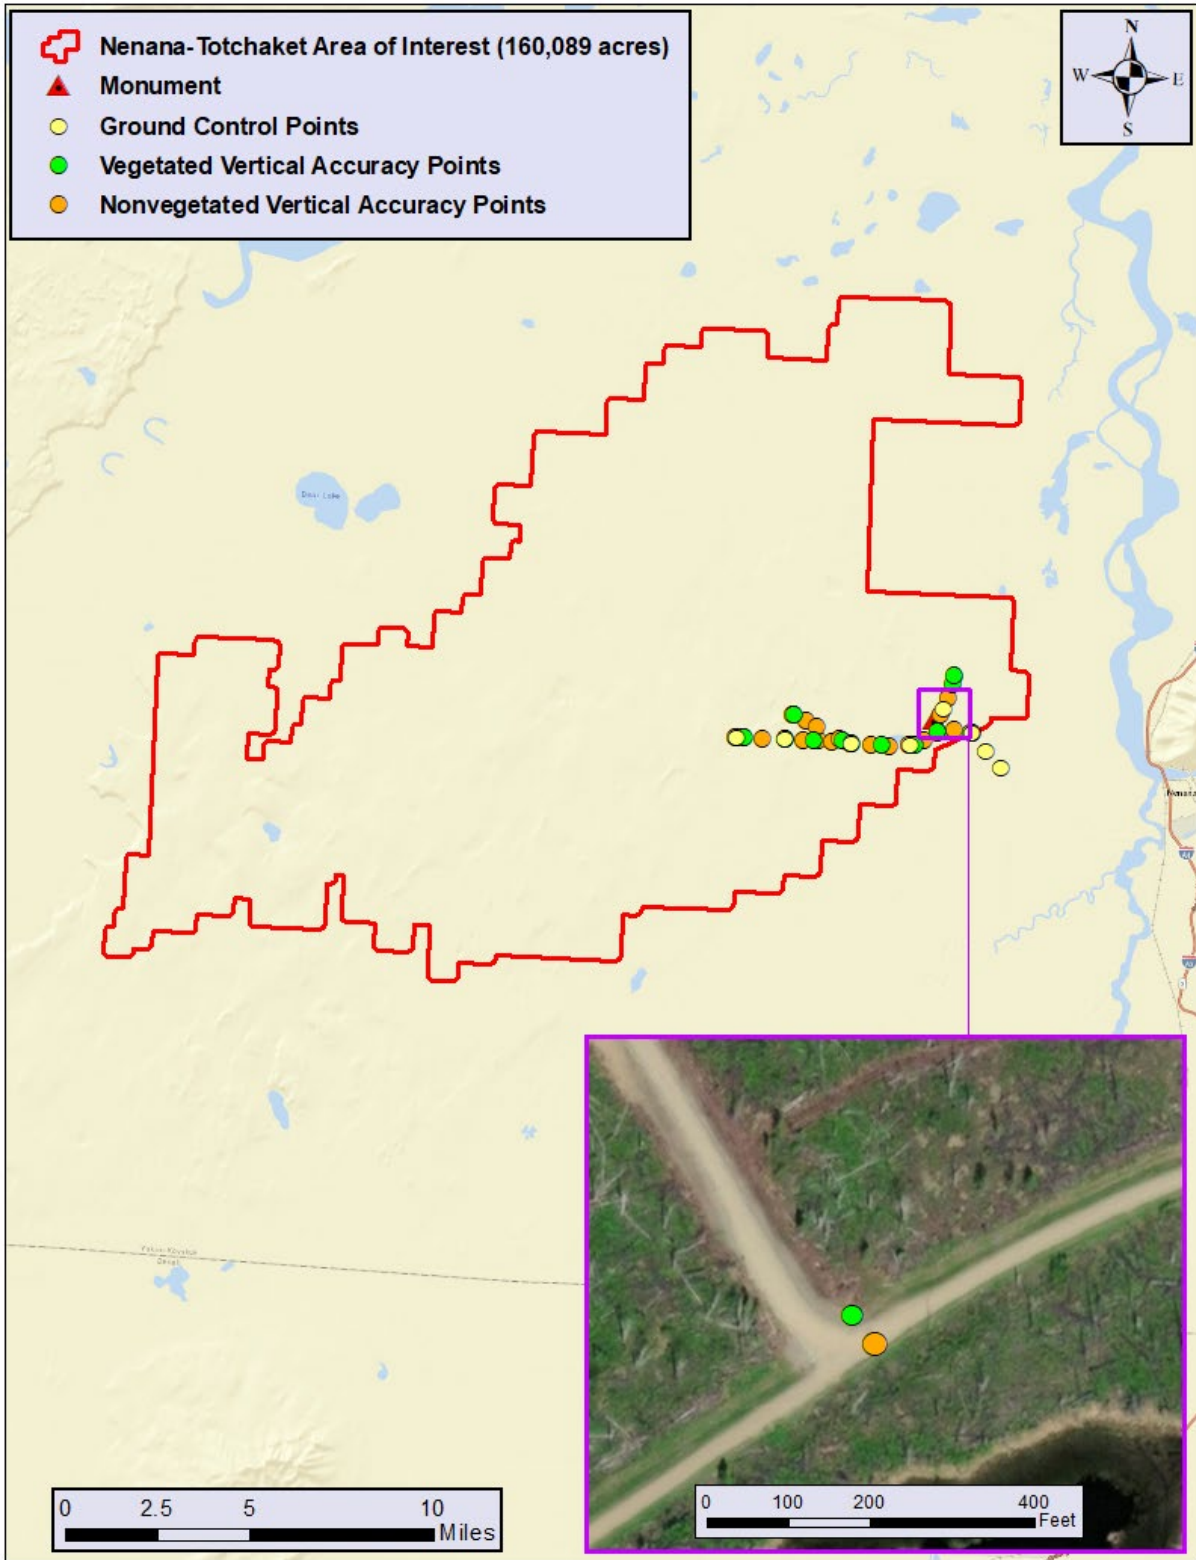 Nenana-Totchaket Area of Interest (160,089 acres)
Monument
Ground Control Points
Vegetated Vertical Accuracy Points
Nonvegetated Vertical Accuracy Points
N
W E
S
0 2.5 5 10
Miles
0 100 200 400
Feet